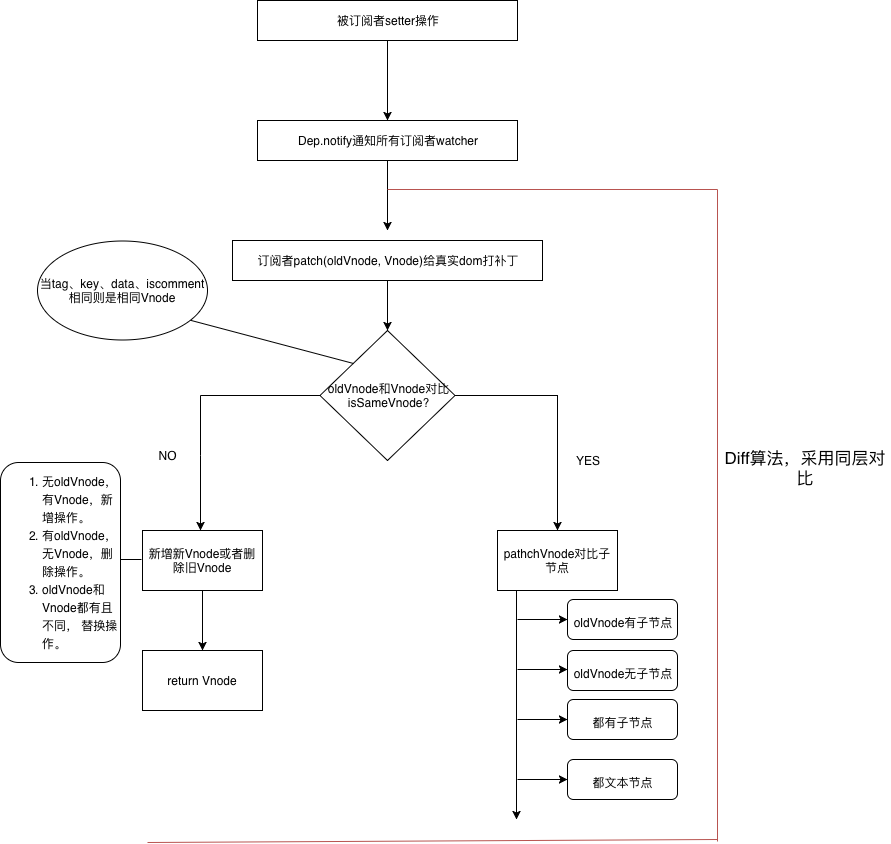 被订阅者setter操作
Dep.notify通知所有订阅者watcher
订阅者patch(oldVnode, Vnode)给真实dom打补丁
当tag、key、data、iscomment
相同则是相同Vnode
oldVnode和Vnode对比
isSameVnode?
NO
YES
Diff算法，采用同层对
比
1. 无oldVnode，
有Vnode，新
增操作。
2. 有oldVnode，
无Vnode，删
除操作。
3. oldVnode和
Vnode都有且
不同， 替换操
作。
新增新Vnode或者删
除旧Vnode
pathchVnode对比子
节点
return Vnode
oldVnode有子节点
oldVnode无子节点
都有子节点
都文本节点